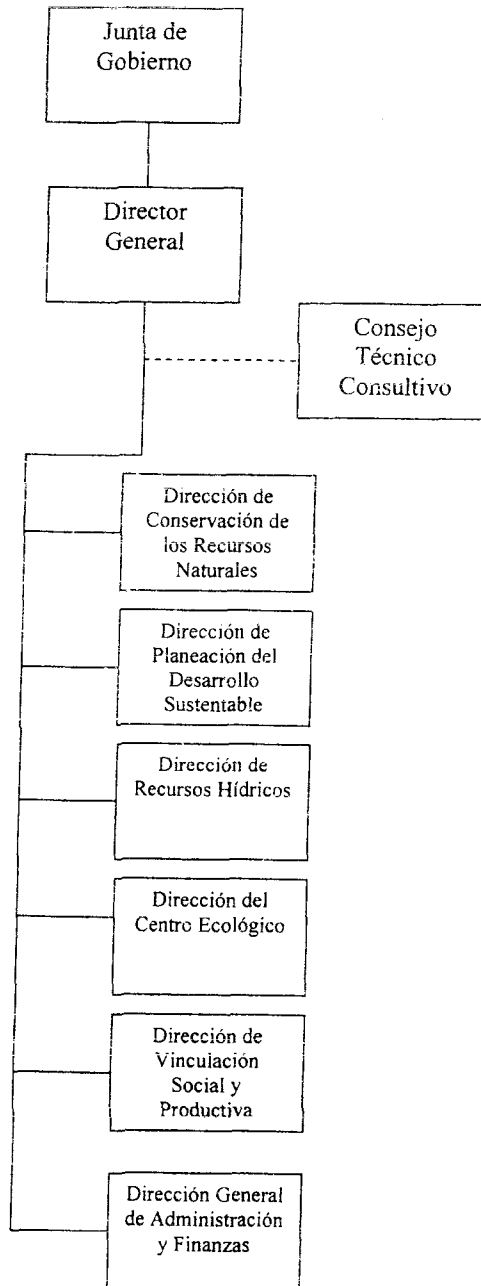 Junta de
Gobierno
Director
General
Consejo
Técnico
Consultivo
Dirección de
Conservación de
los Recursos
Naturales
Dirección de
Planeación del
Desarrollo
Sustentable
Dirección de
Recursos Hídricos
Dirección del
Centro Ecológico
Dirección de
Vinculación
Social y
Productiva
Dirección General
de Administración
y Finanzas